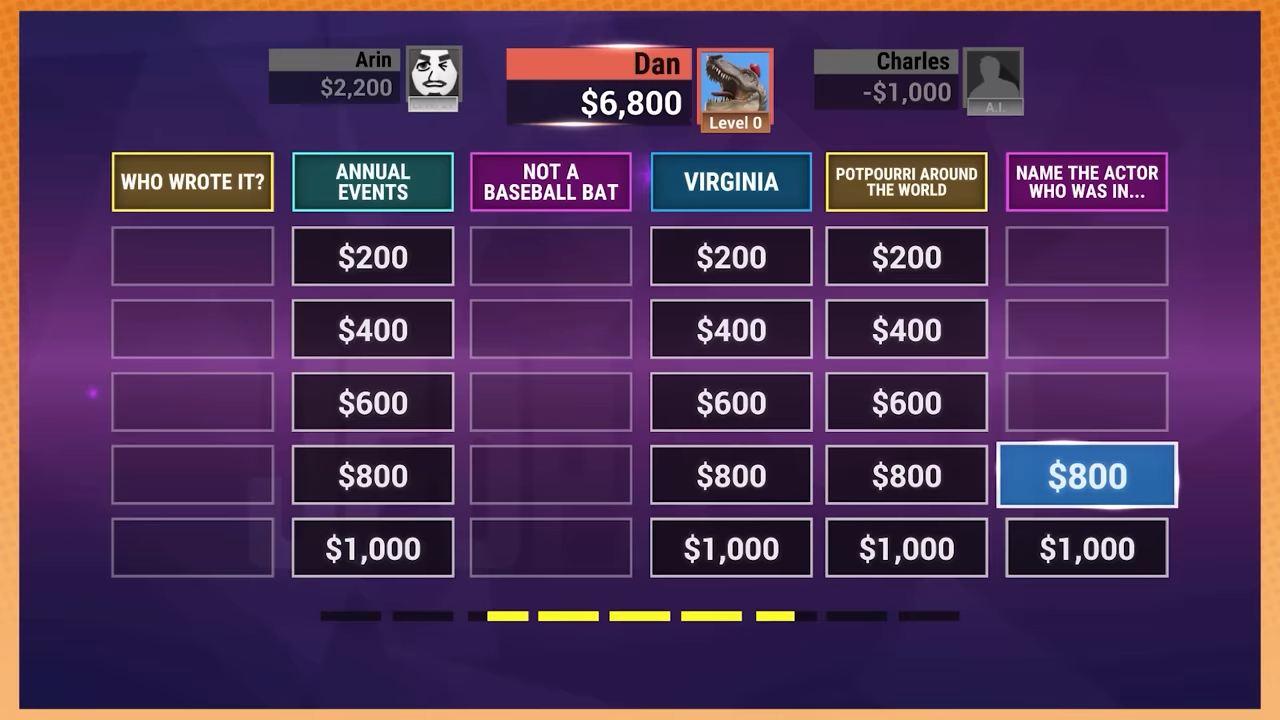 Arin
$2,200
Dan
$6,800
Level 0
Charles
-$1,000
A.I.
WHO WROTE IT?
ANNUAL
EVENTS
NOT A
BASEBALL BAT
VIRGINIA
POTPOURRI AROUND
THE WORLD
NAME THE ACTOR
WHO WAS IN...
$200
$200
$200
$400
$400
$400
$600
$600
$600
$800
$800
$800
$800
$1,000
$1,000
$1,000
$1,000